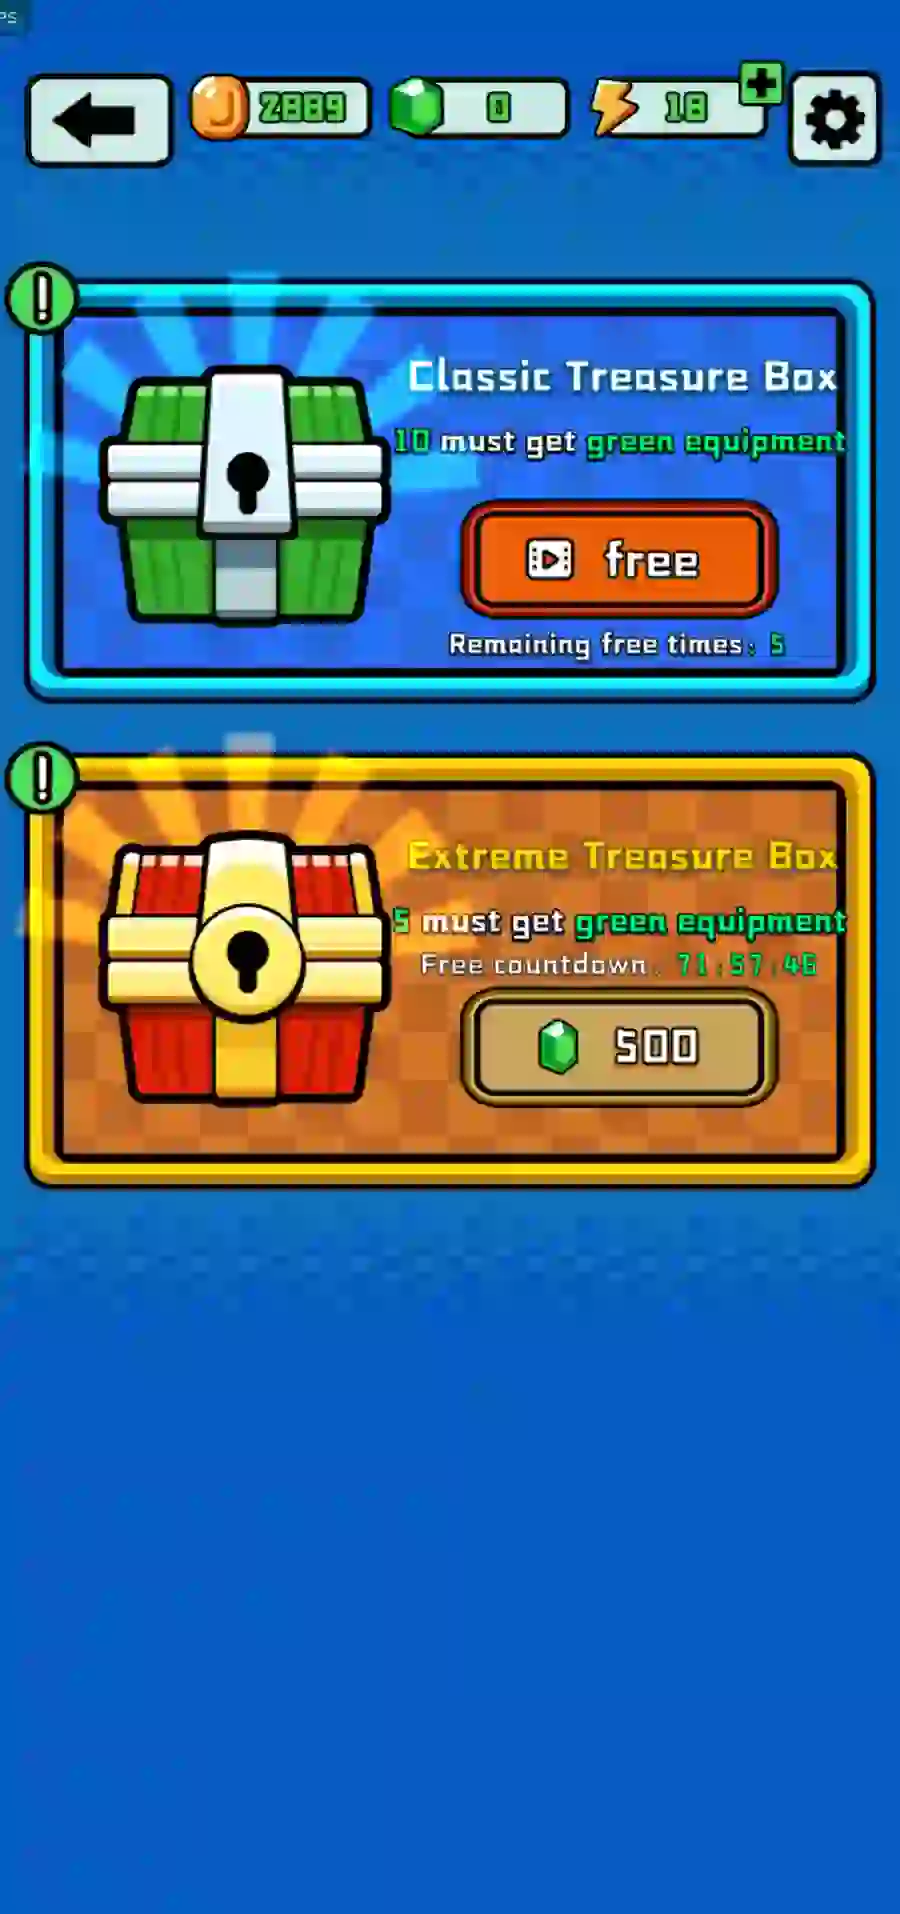 PS
2889
0
18
Classic Treasure Box
10 must get green equipment
free
Remaining free times: 5
Extreme Treasure Box
5 must get green equipment
Free countdown: 71:57:46
500